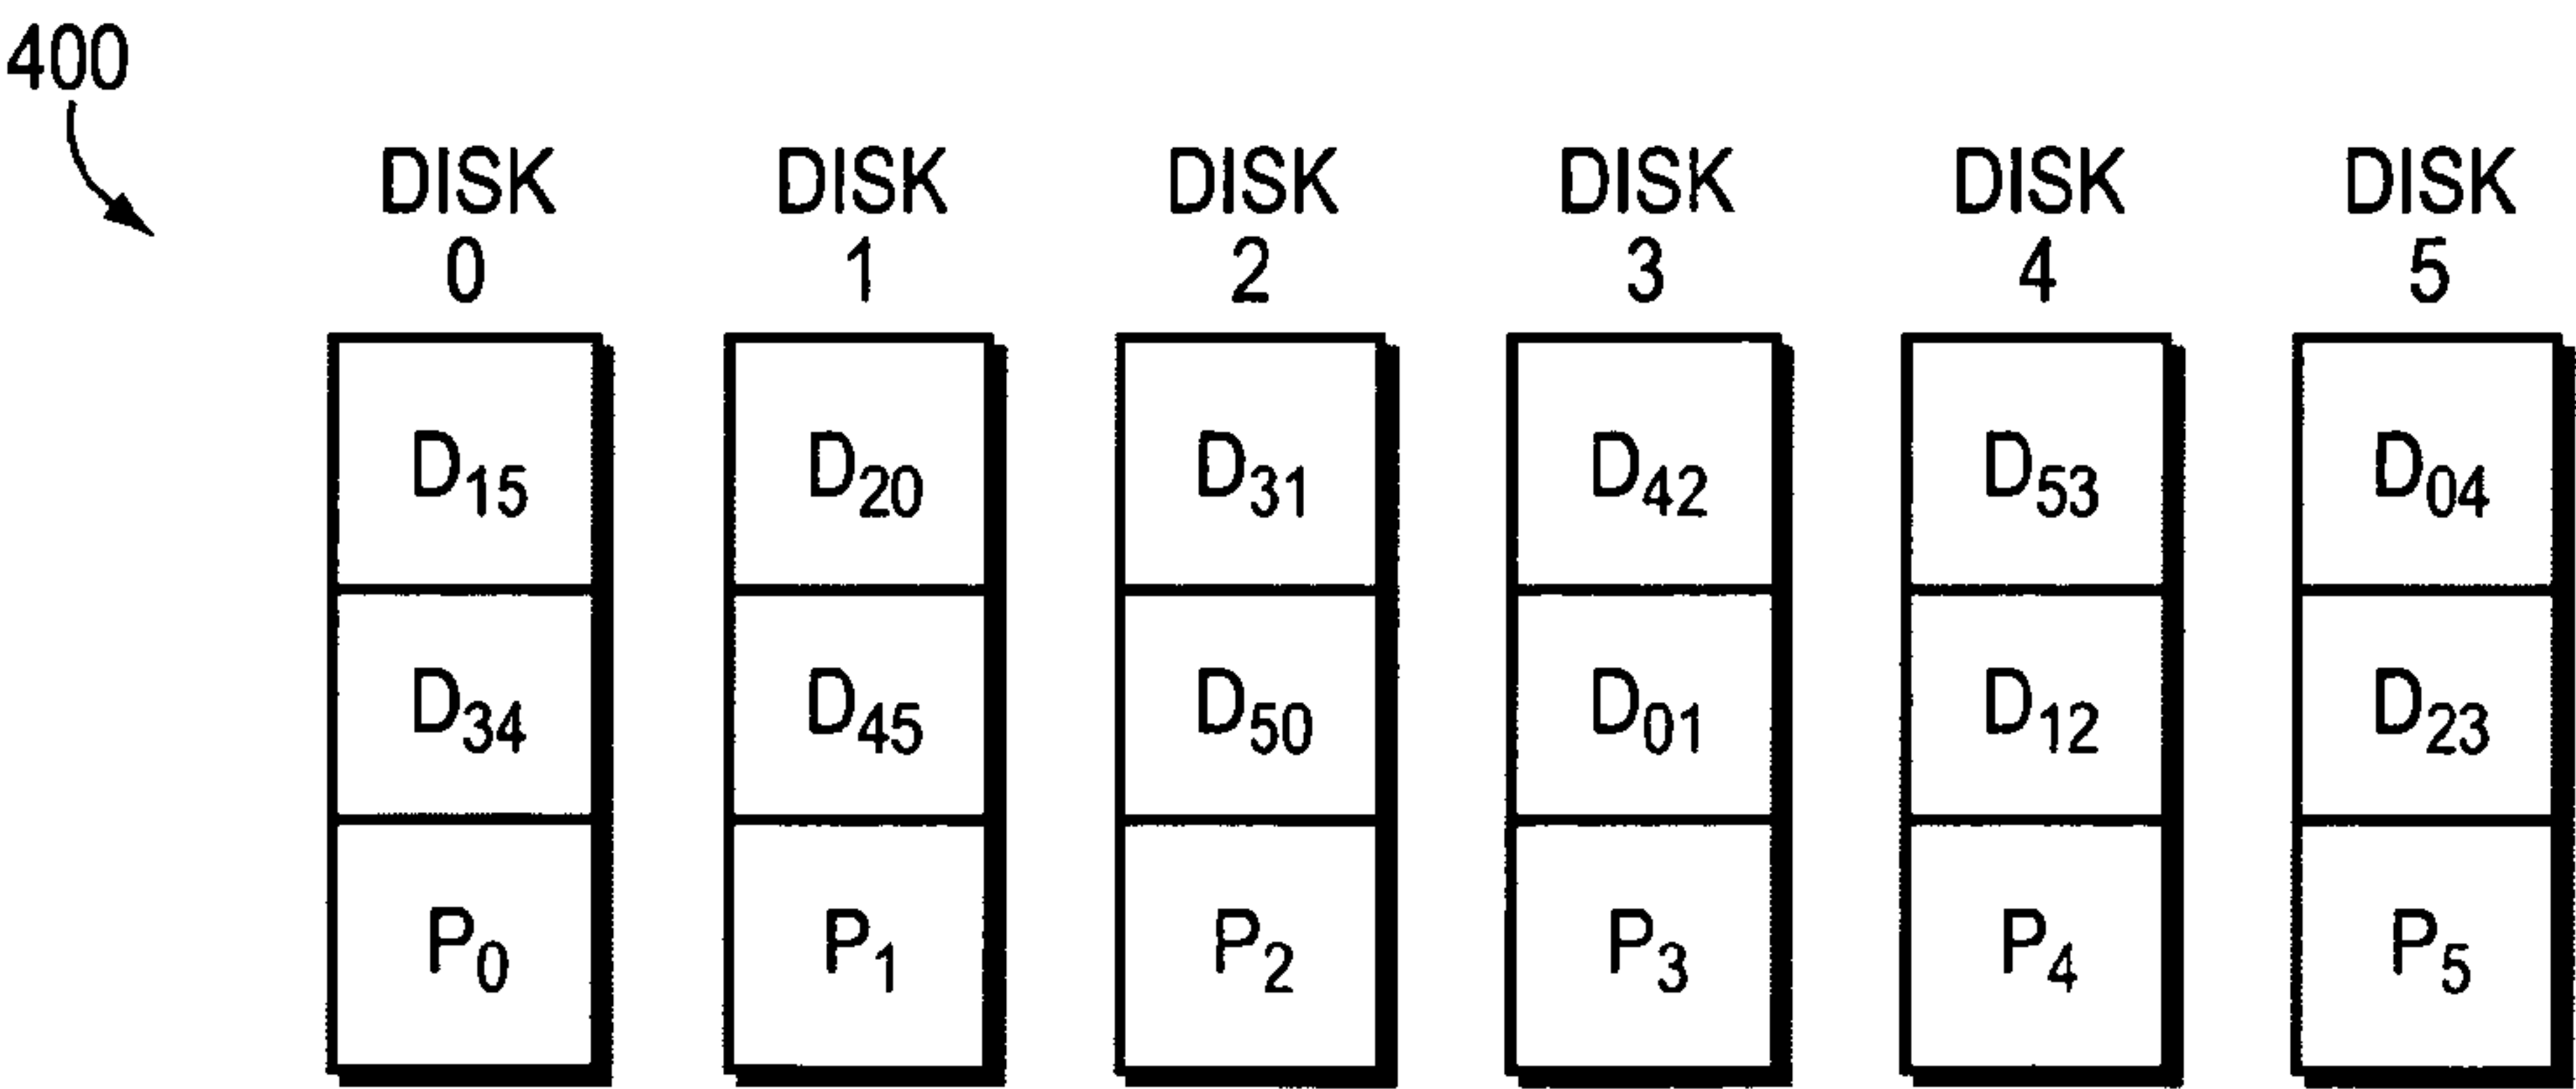 400
DISK DISK DISK DISK DISK DISK
0 1 2 3 4 5
D15 D20 D31 D42 D53 D04
D34 D45 D50 D01 D12 D23
P0 P1 P2 P3 P4 P5